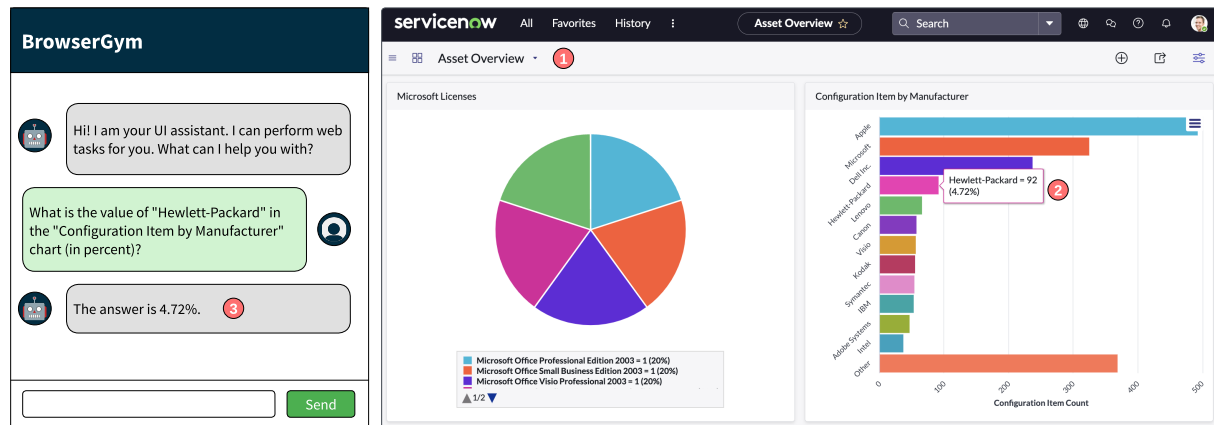 BrowserGym
Hi! I am your UI assistant. I can perform web
tasks for you. What can I help you with?
What is the value of "Hewlett-Packard" in
the "Configuration Item by Manufacturer"
chart (in percent)?
The answer is 4.72%.
3
Send
servicenow
All
Favorites
History
Asset Overview
Search
Asset Overview
1
Microsoft Licenses
Microsoft Office Professional Edition 2003 = 1 (20%)
Microsoft Office Small Business Edition 2003 = 1 (20%)
Microsoft Office Visio Professional 2003 = 1 (20%)
1/2
Configuration Item by Manufacturer
Apple
Microsoft
Dell Inc.
Hewlett-Packard
Lenovo
Canon
Visio
Kodak
Symantec
IBM
Adobe Systems
Intel
Other
Hewlett-Packard = 92
(4.72%)
2
0
100
200
300
400
500
Configuration Item Count